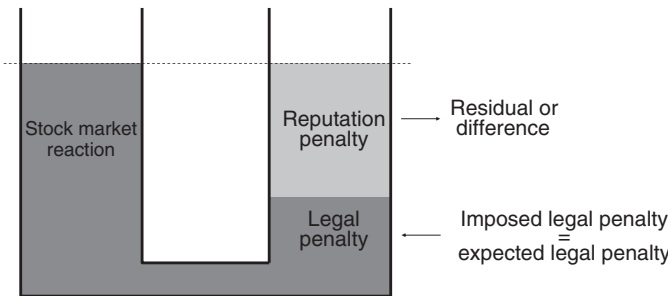 Stock market
reaction
Reputation
penalty
Residual or
difference
Legal
penalty
Imposed legal penalty
=
expected legal penalty